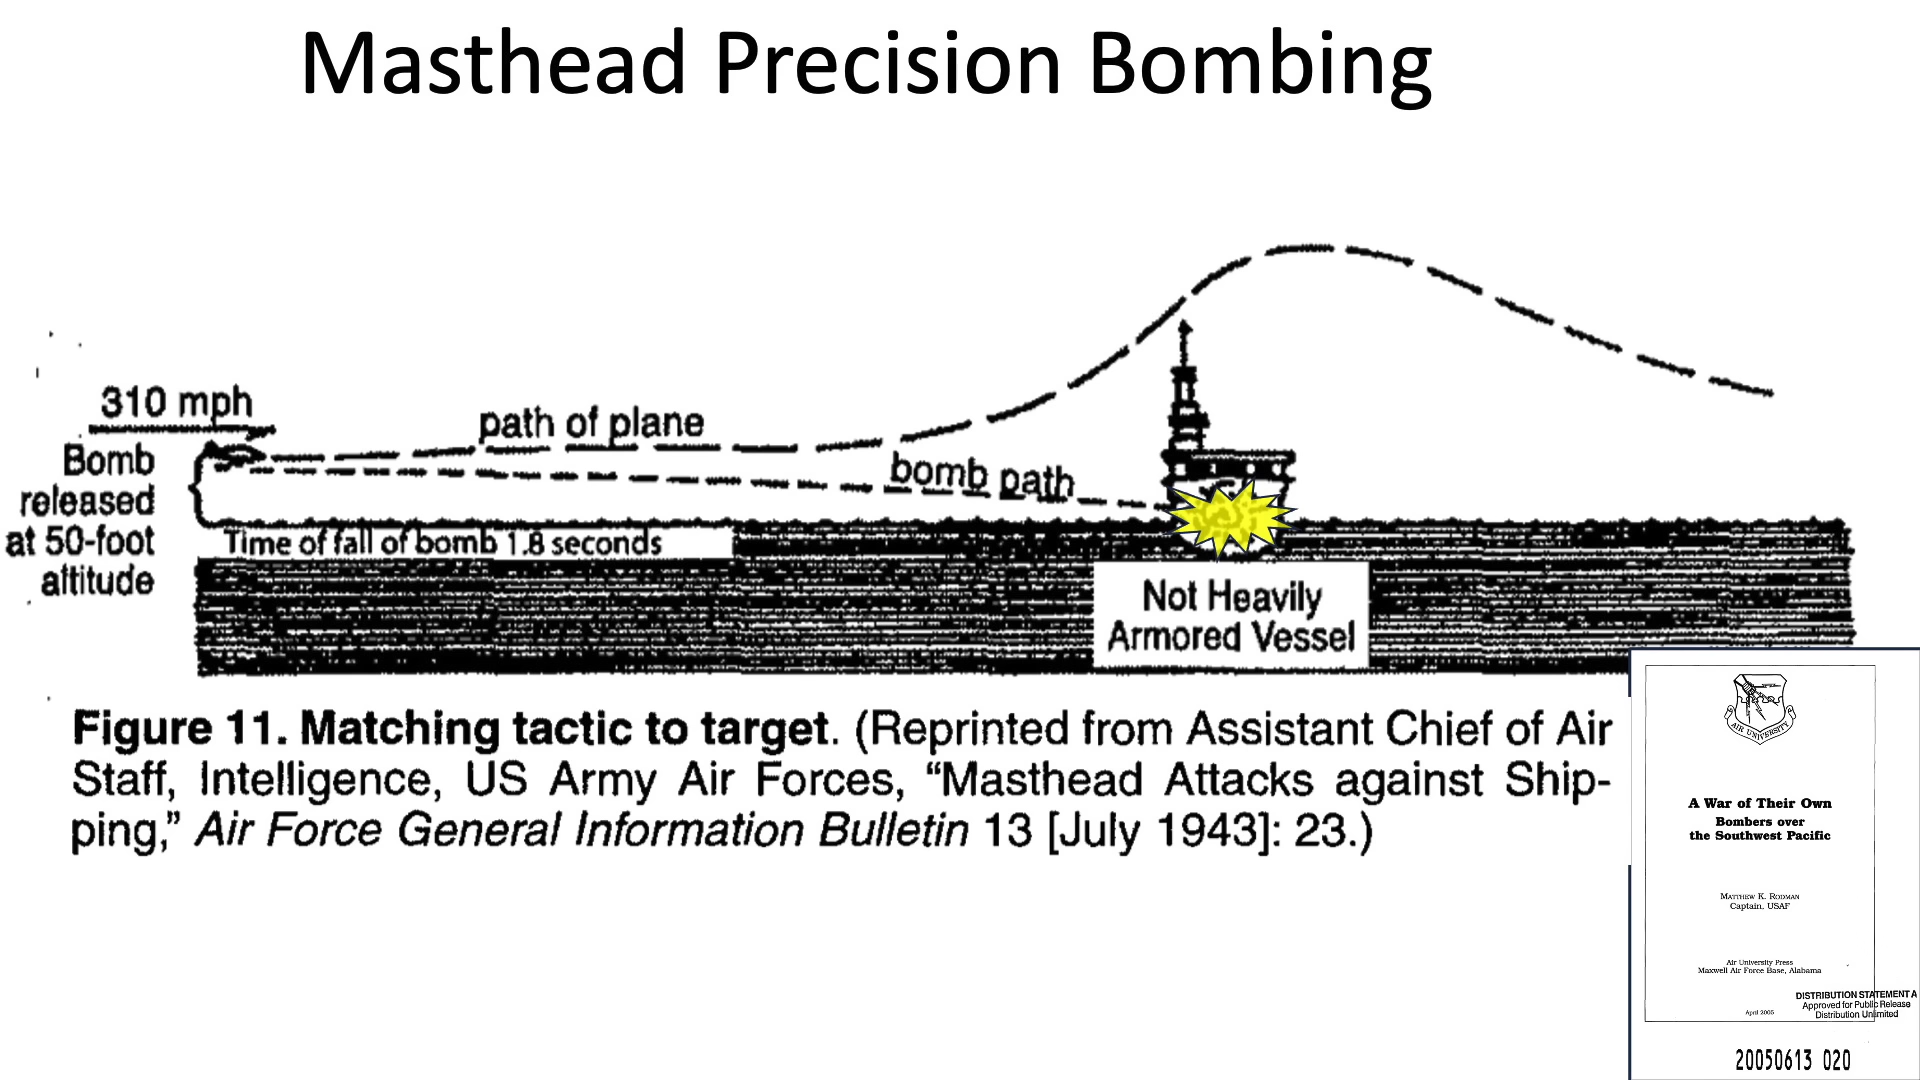 Masthead Precision Bombing
310 mph
path of plane
Bomb
released
at 50-foot
altitude
bomb path
Time of fall of bomb 1.8 seconds
Not Heavily
Armored Vessel
Figure 11. Matching tactic to target. (Reprinted from Assistant Chief of Air
Staff, Intelligence, US Army Air Forces, “Masthead Attacks against Ship-
ping,” Air Force General Information Bulletin 13 [July 1943]: 23.)
AIR UNIVERSITY
A War of Their Own
Bombers over
the Southwest Pacific
MATTHEW K. RODMAN
Captain, USAF
Air University Press
Maxwell Air Force Base, Alabama
DISTRIBUTION STATEMENT A
Approved for Public Release
Distribution Unlimited
April 2005
20050613 020